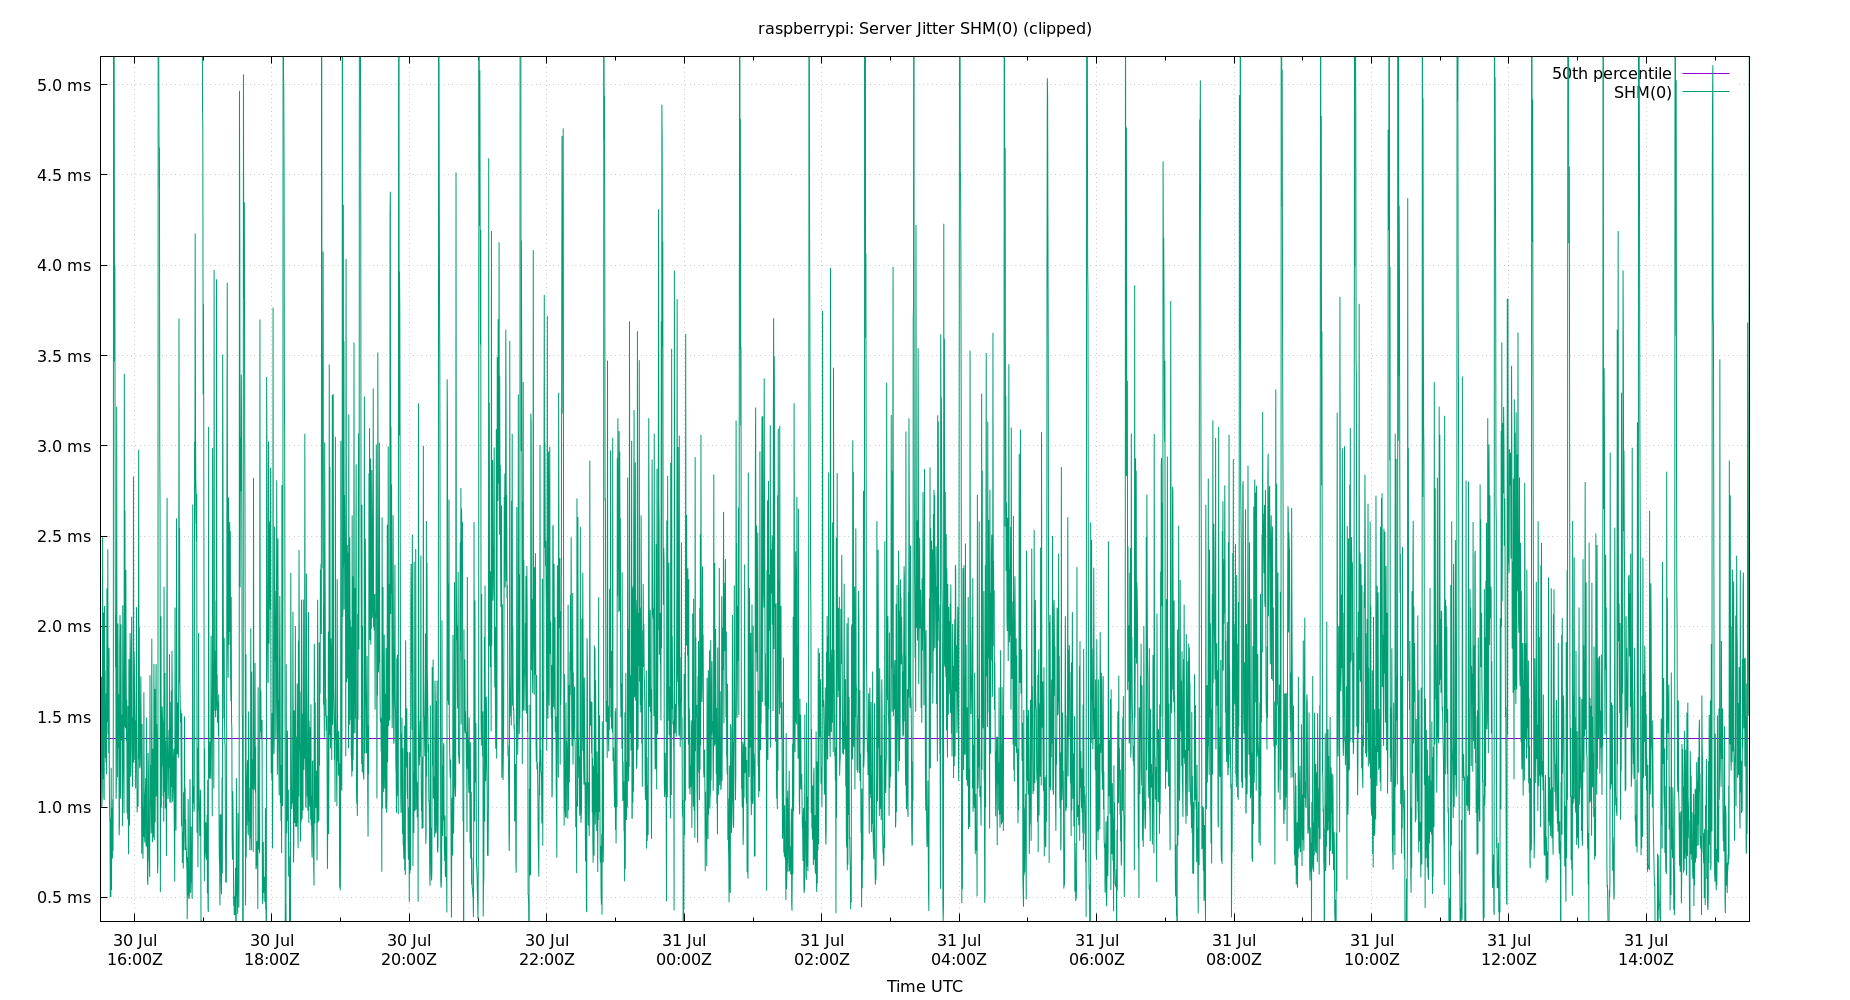 raspberrypi: Server Jitter SHM(0) (clipped)
50th percentile
SHM(0)
5.0 ms
4.5 ms
4.0 ms
3.5 ms
3.0 ms
2.5 ms
2.0 ms
1.5 ms
1.0 ms
0.5 ms
30 Jul 30 Jul 30 Jul 30 Jul 31 Jul 31 Jul 31 Jul 31 Jul 31 Jul 31 Jul 31 Jul 31 Jul
16:00Z 18:00Z 20:00Z 22:00Z 00:00Z 02:00Z 04:00Z 06:00Z 08:00Z 10:00Z 12:00Z 14:00Z
Time UTC